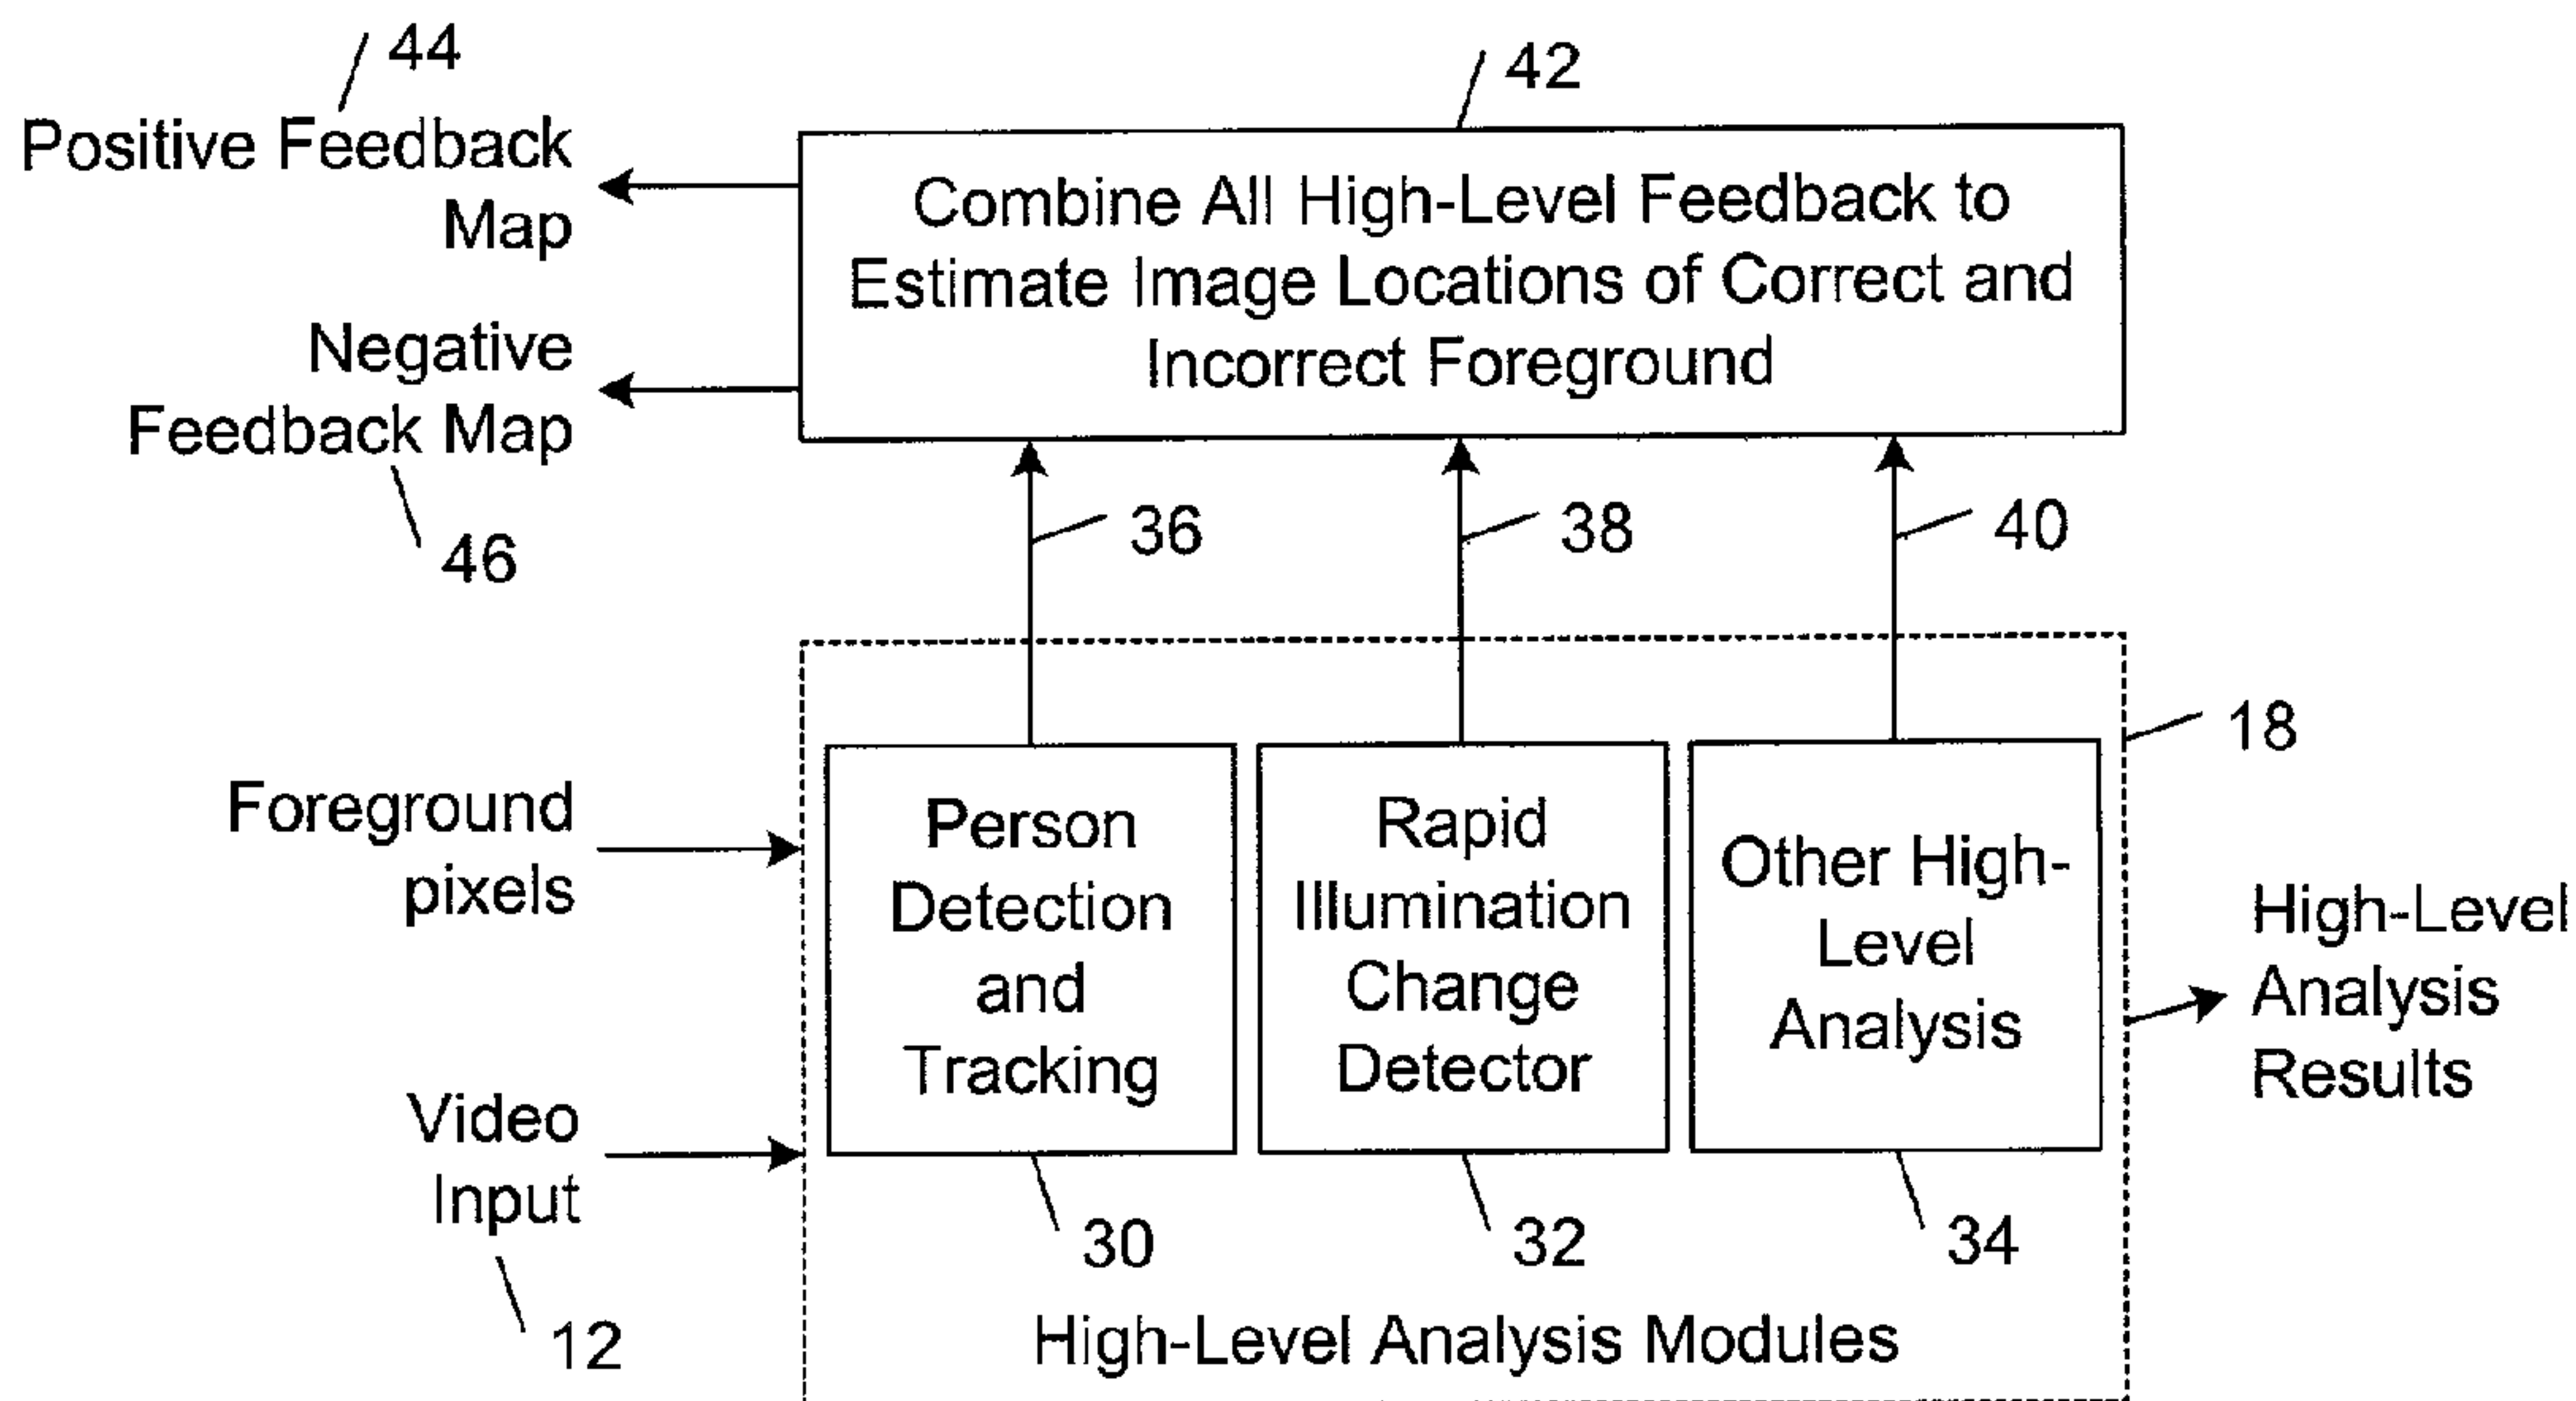 44
Positive Feedback
Map
Negative
Feedback Map
46
42
Combine All High-Level Feedback to
Estimate Image Locations of Correct and
Incorrect Foreground
36
38
40
18
Foreground
pixels
Video
Input
12
Person
Detection
and
Tracking
30
Rapid
Illumination
Change
Detector
32
Other High-
Level
Analysis
34
High-Level Analysis Modules
High-Level
Analysis
Results